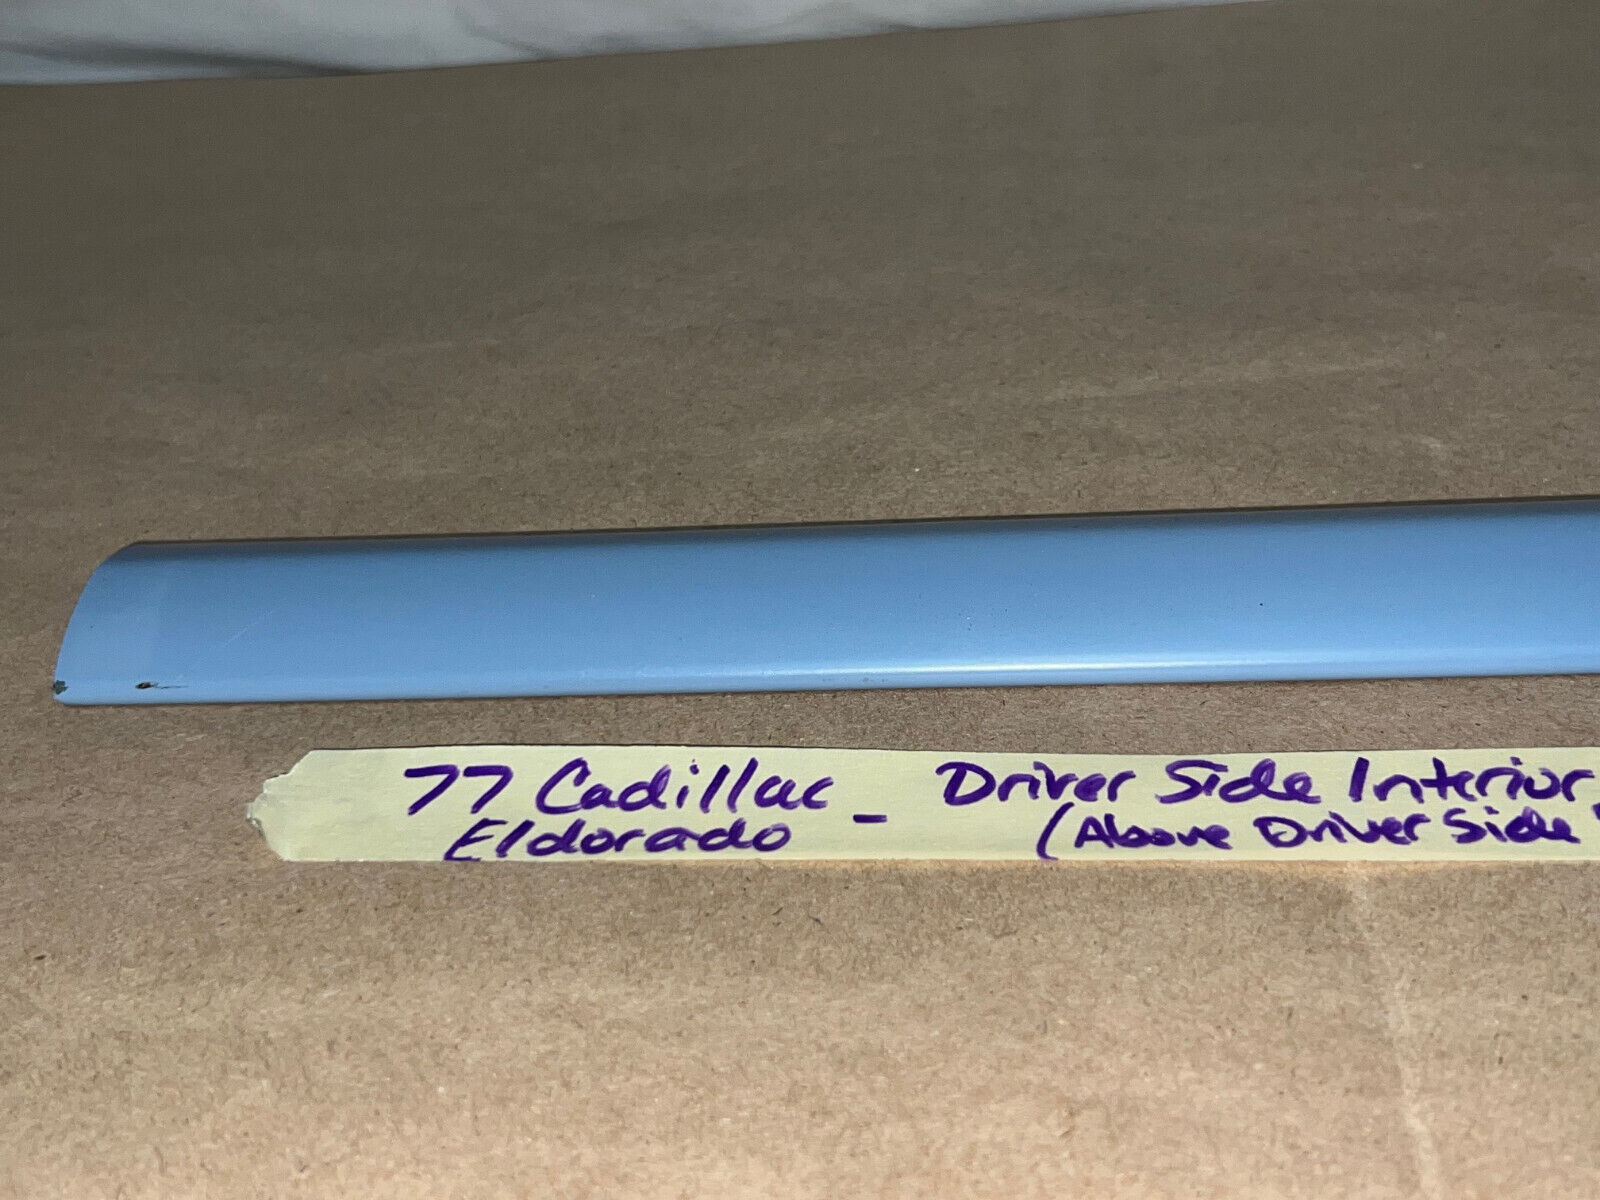 77 Cadillac - Driver Side Interior
Eldorado (Above Driver Side